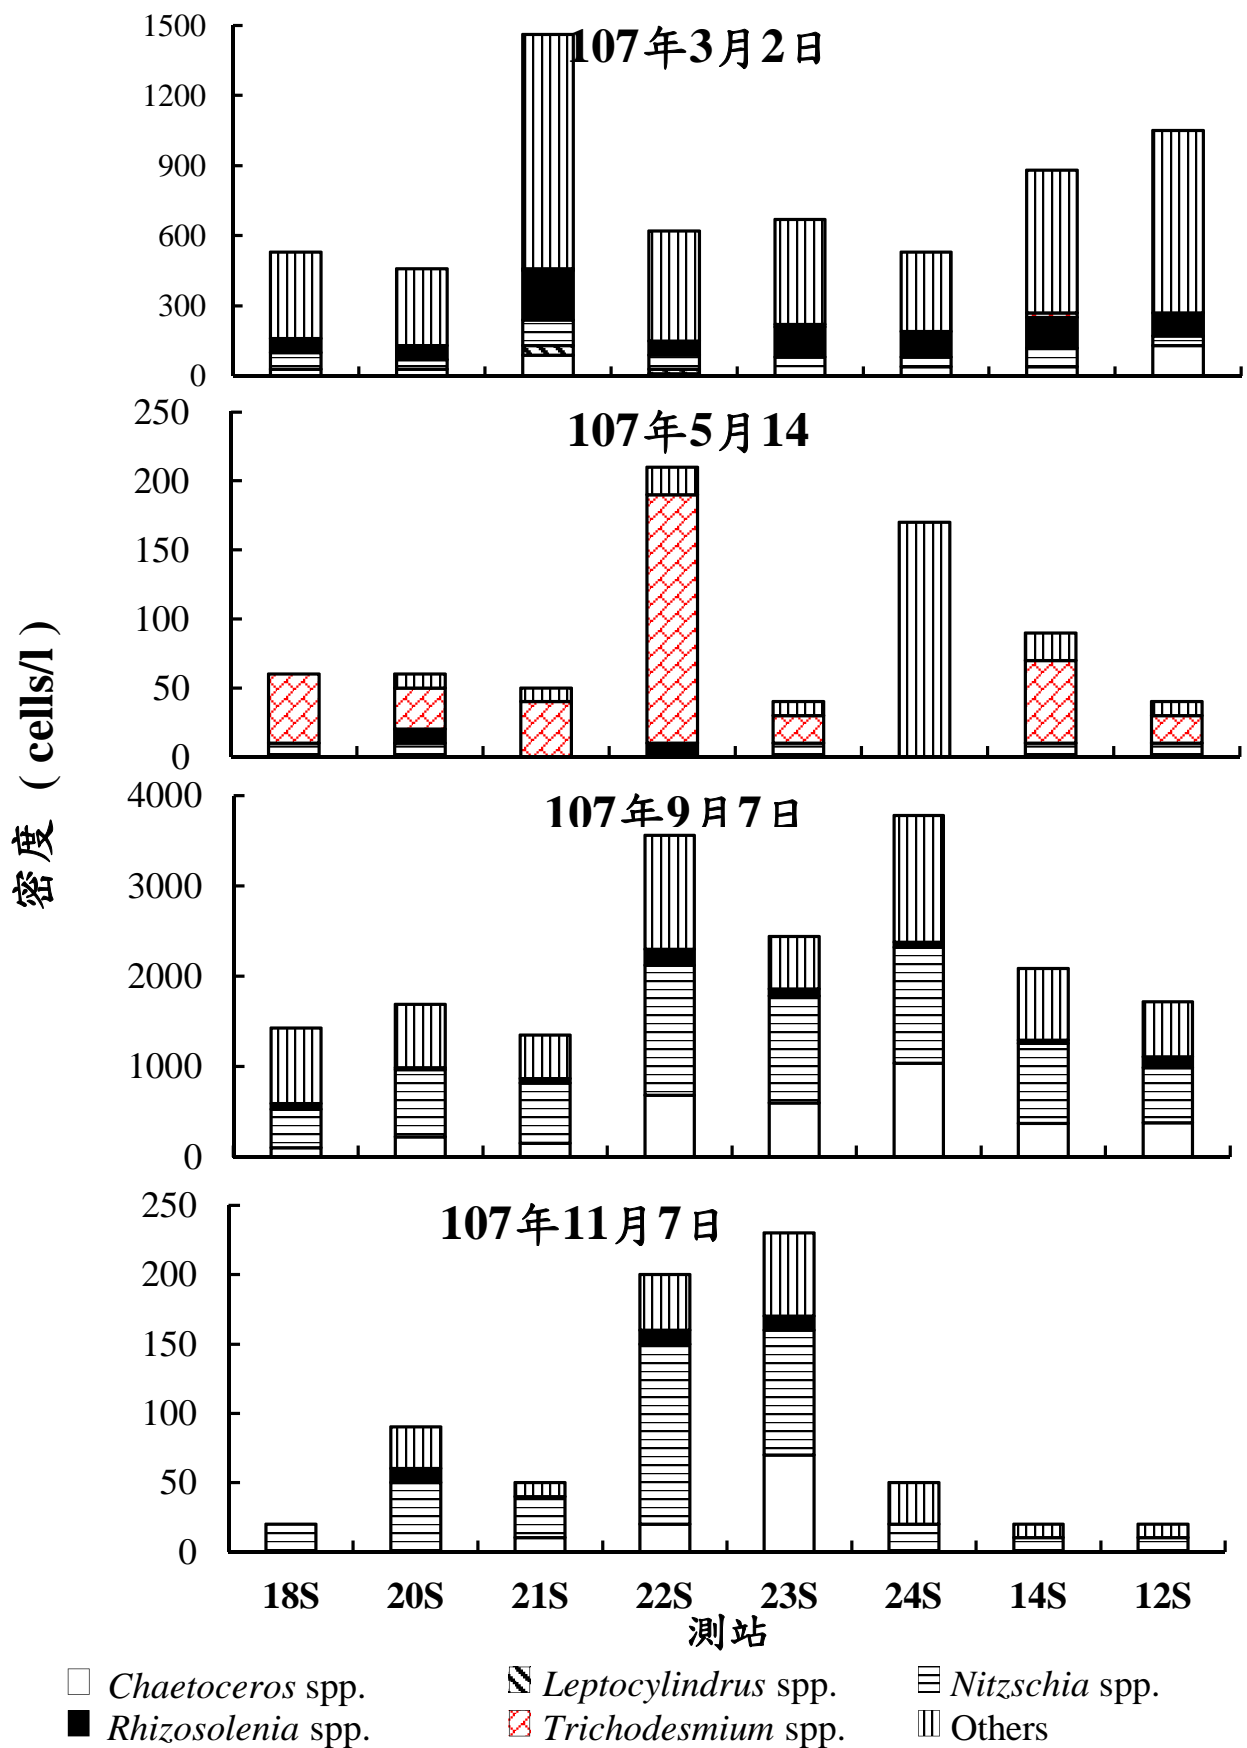 107年3月2日
1500
1200
900
600
300
0
107年5月14
250
200
150
100
50
0
密度 ( cells/l )
107年9月7日
4000
3000
2000
1000
0
107年11月7日
250
200
150
100
50
0
18S 20S 21S 22S 23S 24S 14S 12S
測站
Chaetoceros spp. Leptocylindrus spp. Nitzschia spp.
Rhizosolenia spp. Trichodesmium spp. Others